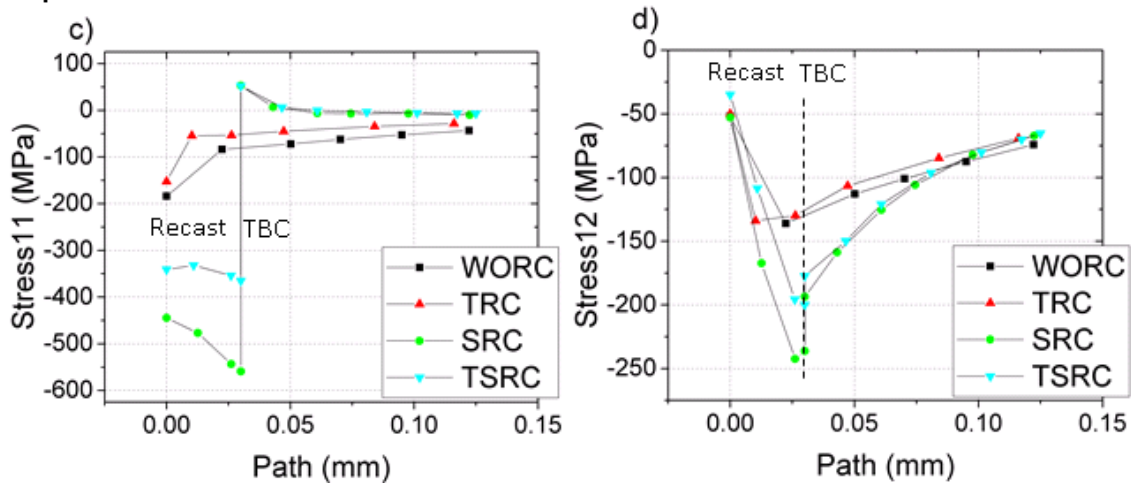 c)
Stress11 (MPa)
100
0
-100
-200
-300
-400
-500
-600
Recast TBC
WORC
TRC
SRC
TSRC
0.00 0.05 0.10 0.15
Path (mm)
d)
Stress12 (MPa)
0
-50
-100
-150
-200
-250
Recast TBC
WORC
TRC
SRC
TSRC
0.00 0.05 0.10 0.15
Path (mm)